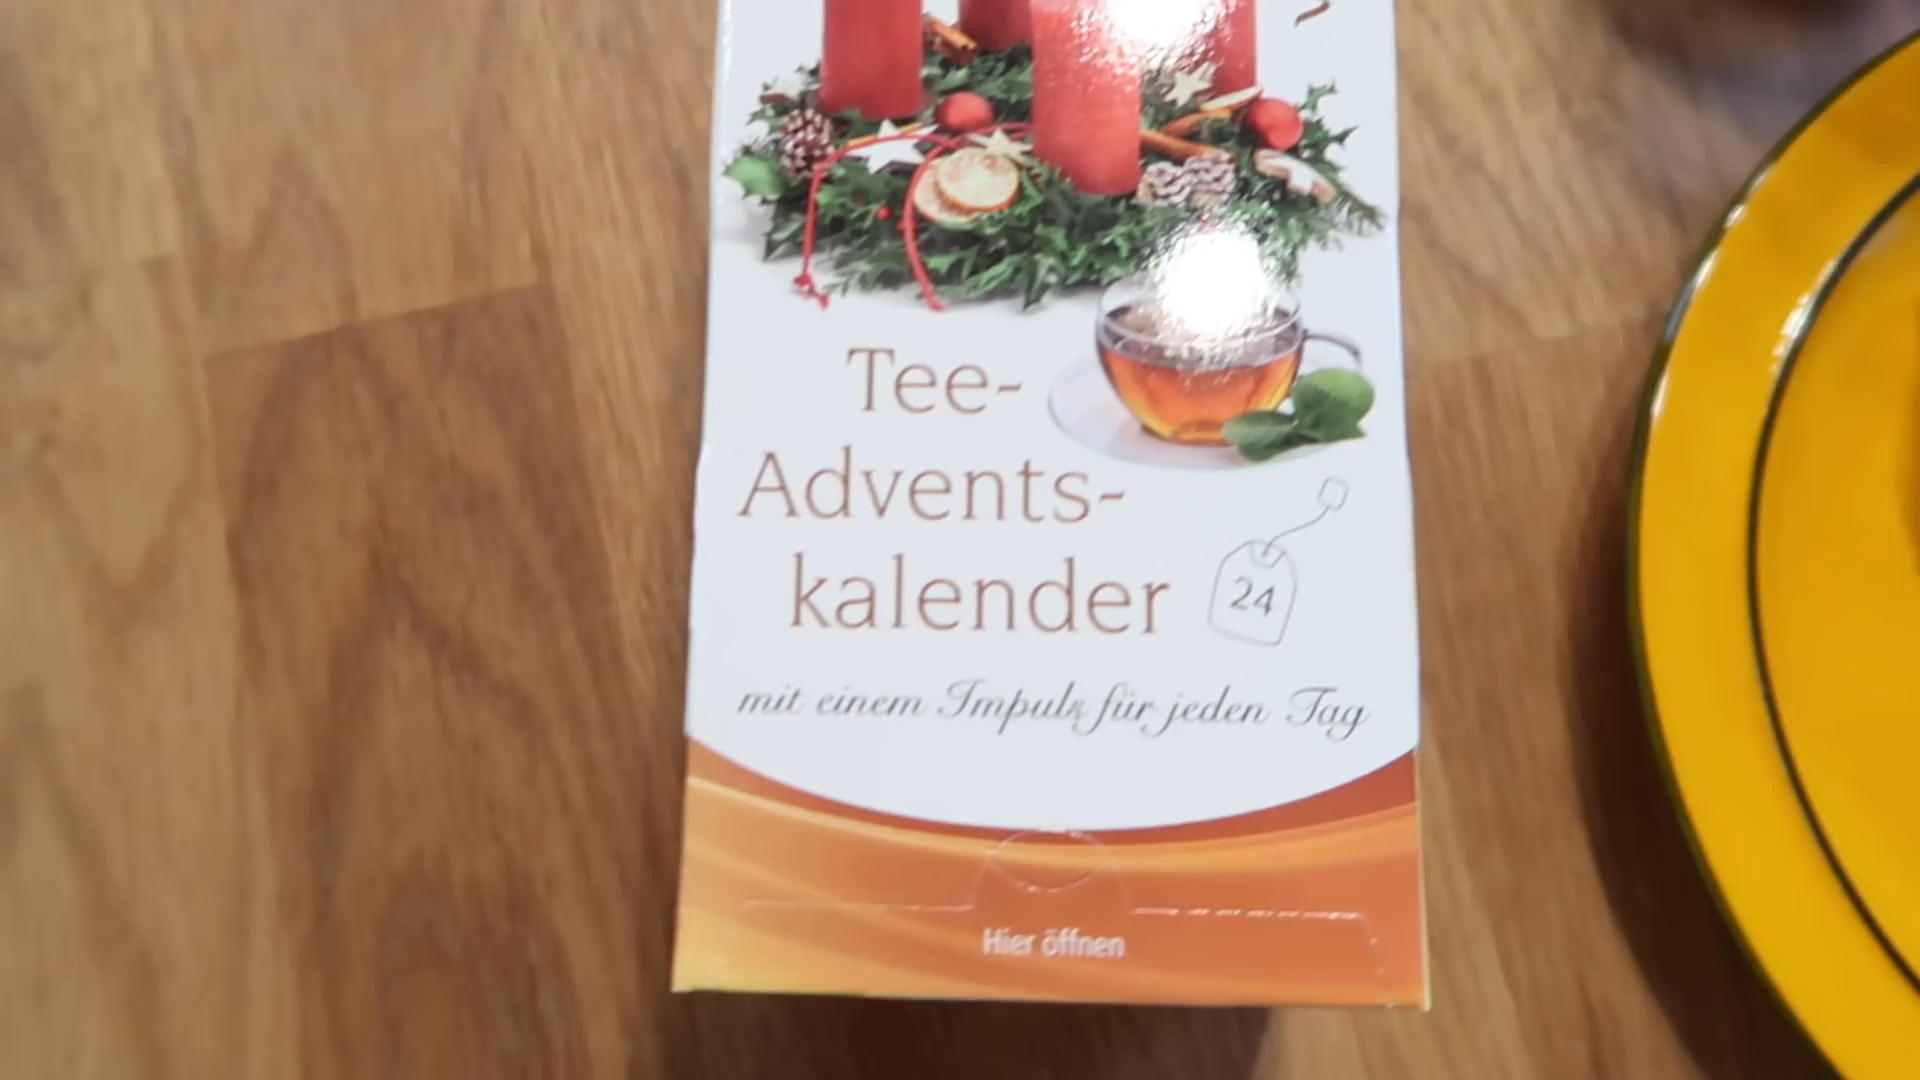 Tee-
Advents-
kalender
24
mit einem Impuls für jeden Tag
Hier öffnen